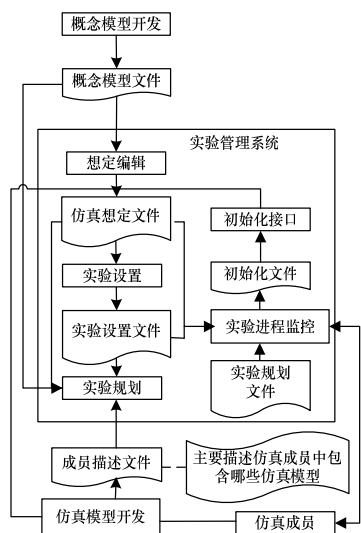 概念模型开发
概念模型文件
实验管理系统
想定编辑
仿真想定文件
初始化接口
实验设置
初始化文件
实验设置文件
实验进程监控
实验规划
实验规划
文件
成员描述文件
主要描述仿真成员中包
含哪些仿真模型
仿真模型开发
仿真成员